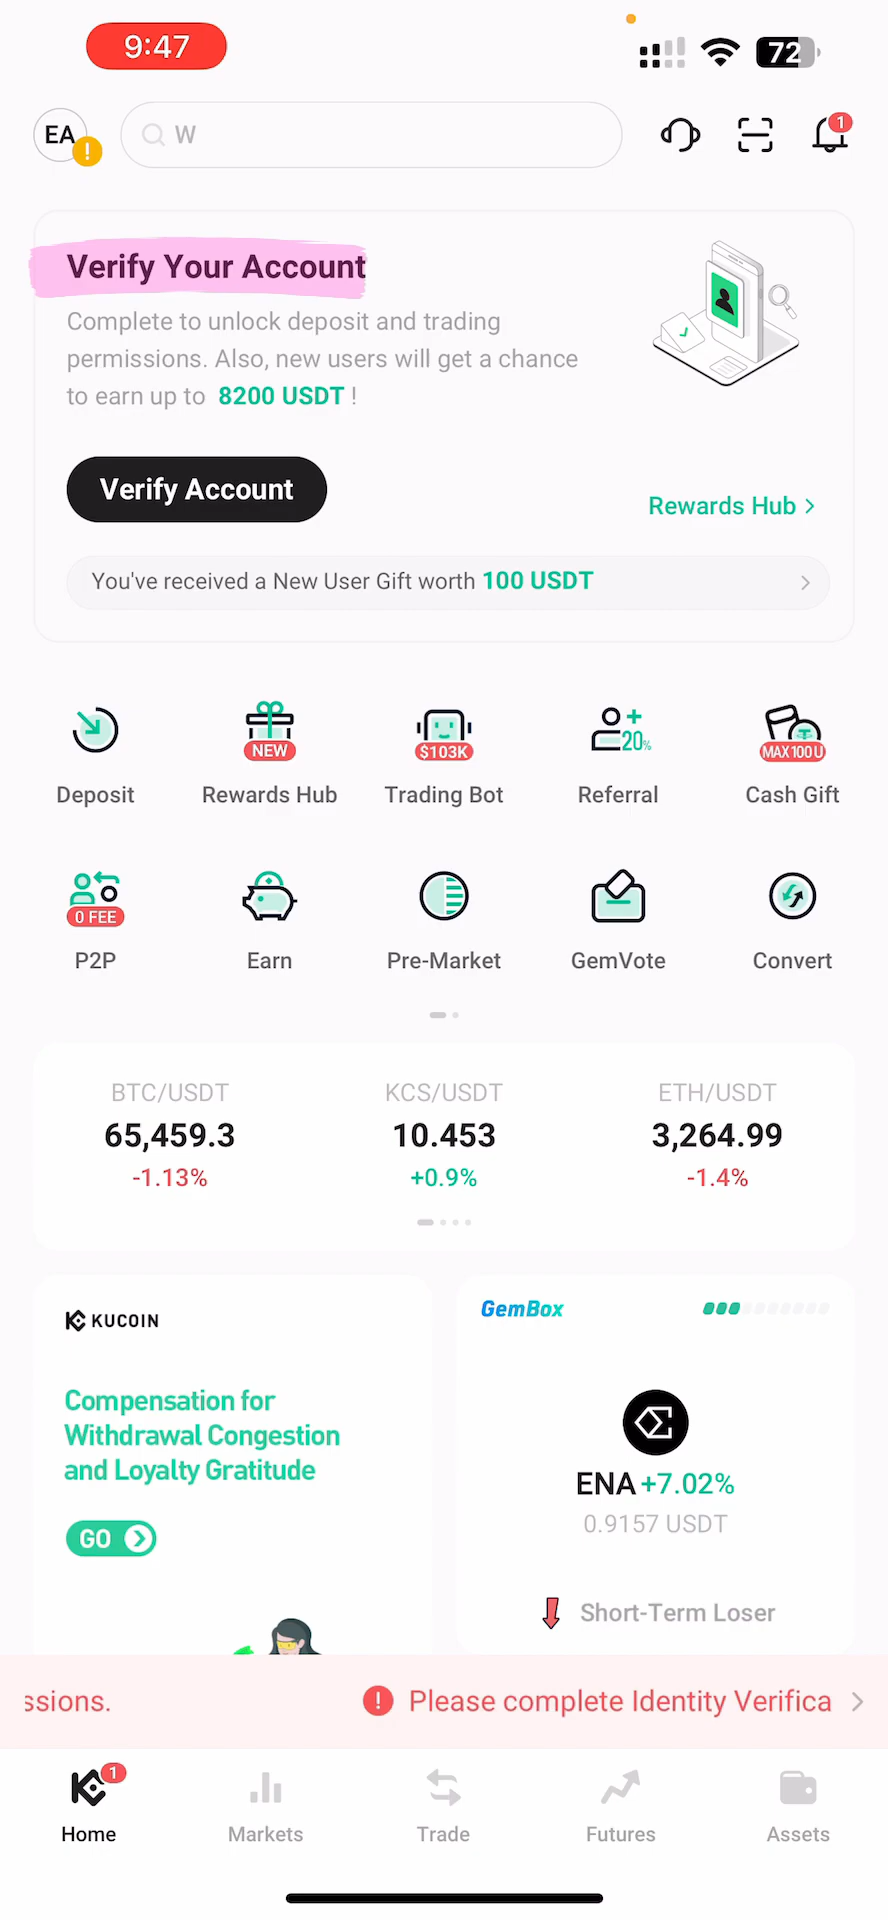 9:47
72
EA
!
W
1
Verify Your Account
Complete to unlock deposit and trading
permissions. Also, new users will get a chance
to earn up to 8200 USDT !
Verify Account
Rewards Hub >
You've received a New User Gift worth 100 USDT
NEW
$103K
20%
MAX100U
Deposit
Rewards Hub
Trading Bot
Referral
Cash Gift
0 FEE
P2P
Earn
Pre-Market
GemVote
Convert
BTC/USDT
KCS/USDT
ETH/USDT
65,459.3
10.453
3,264.99
-1.13%
+0.9%
-1.4%
KUCOIN
Compensation for
Withdrawal Congestion
and Loyalty Gratitude
GO
GemBox
ENA +7.02%
0.9157 USDT
Short-Term Loser
ssions.
! Please complete Identity Verifica
1
Home
Markets
Trade
Futures
Assets